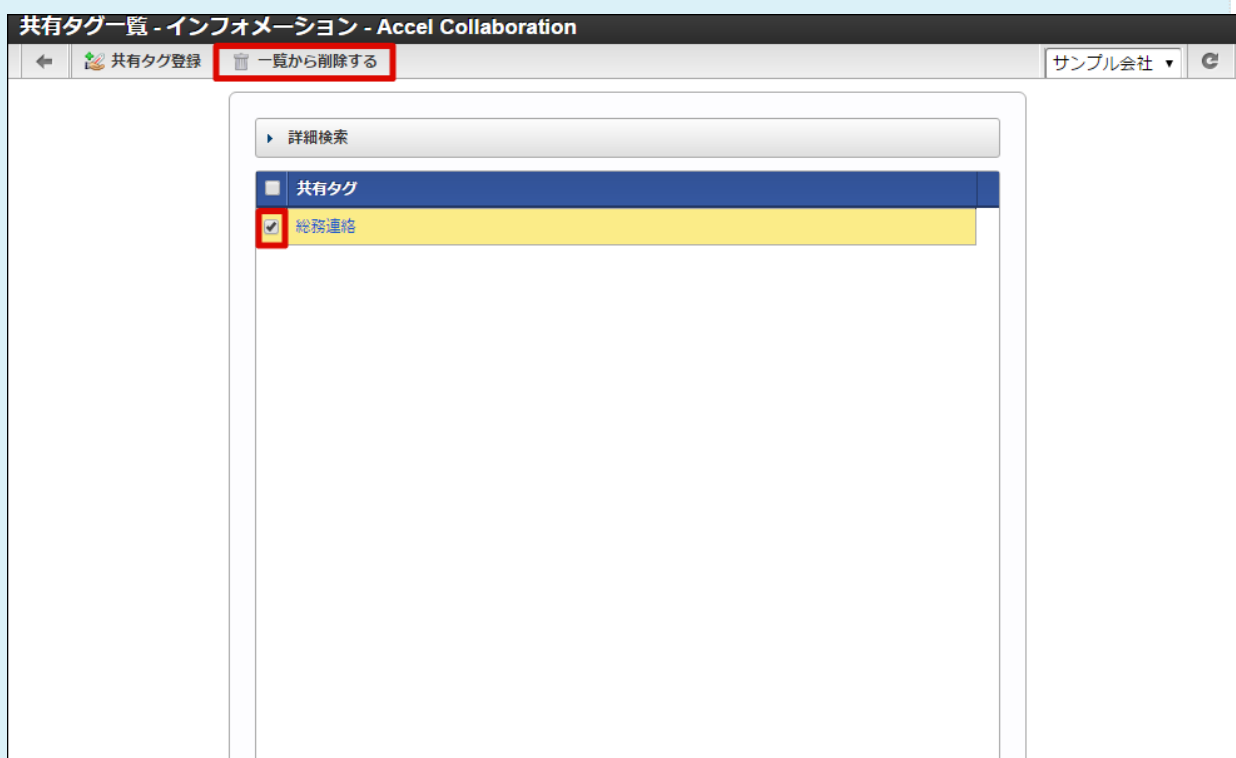 共有タグ一覧 - インフォメーション - Accel Collaboration
共有タグ登録 一覧から削除する サンプル会社
詳細検索
共有タグ
総務連絡